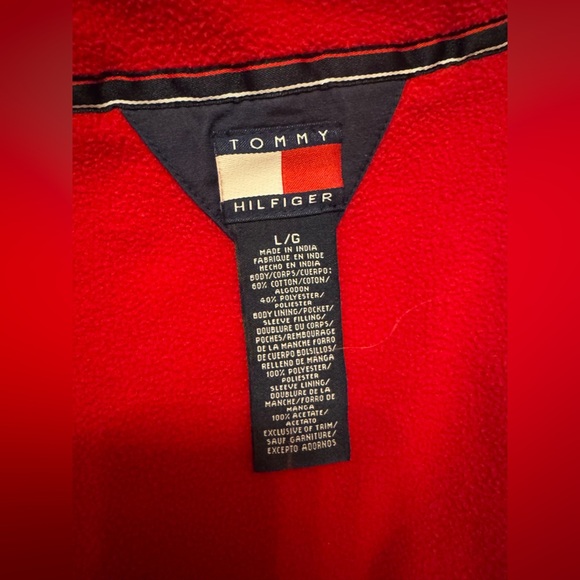 TOMMY
HILFIGER
L/G
MADE IN INDIA
FABRIQUE EN INDE
HECHO EN INDIA
BODY/CORPS/CUERPO:
60% COTTON/COTON/
ALGODON
40% POLYESTER/
POLIESTER
BODY LINING/POCKET/
SLEEVE FILLING/
DOUBLURE DU CORPS/
POCHES/REMBOURAGE
DE LA MANCHE FORRO
DE CUERPO BOLSILLOS/
RELLENO DE MANGA
100% POLYESTER/
POLIESTER
SLEEVE LINING/
DOUBLURE DE LA
MANCHE/FORRO DE
MANGA
100% ACETATE/
ACETATO
EXCLUSIVE OF TRIM/
SAUF GARNITURE/
EXCEPTO ADORNOS